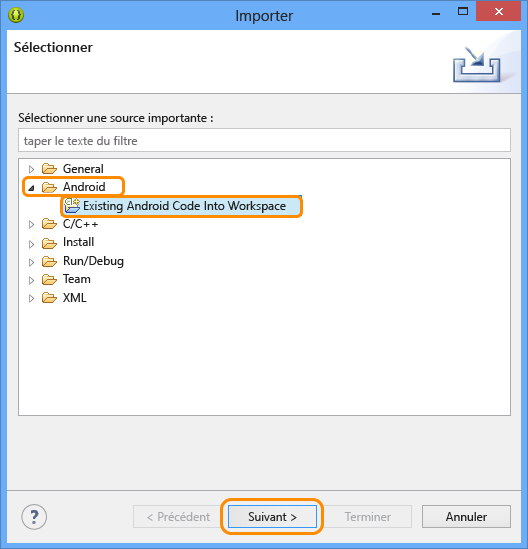 Importer
Sélectionner
Sélectionner une source importante :
taper le texte du filtre
General
Android
Existing Android Code Into Workspace
C/C++
Install
Run/Debug
Team
XML
? < Précédent Suivant > Terminer Annuler